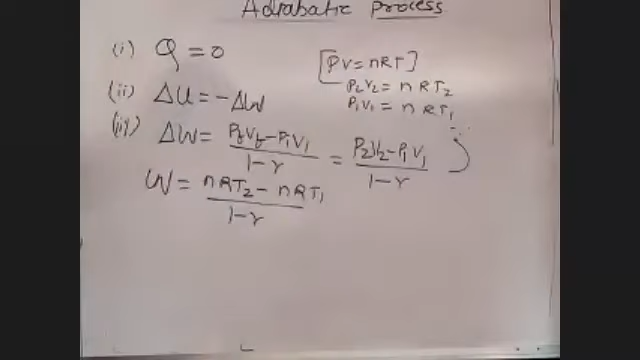 Adiabatic Process
(i) Q = 0
[PV = nRT]
P₂V₂ = nRT₂
P₁V₁ = nRT₁
(ii) ΔU = -ΔW
(iii) ΔW = PfVf - P₁V₁ / 1-γ = P₂V₂ - P₁V₁ / 1-γ
W = nRT₂ - nRT₁ / 1-γ